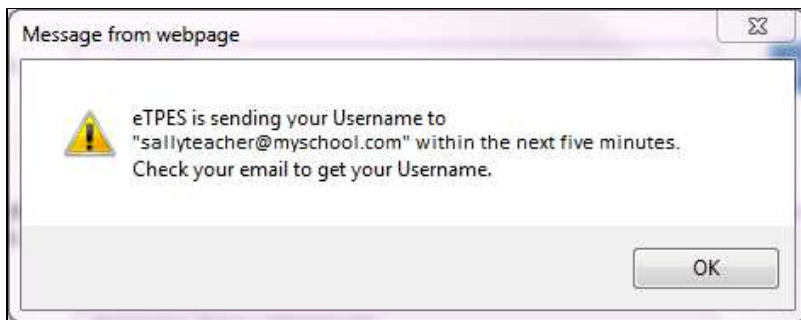 Message from webpage
eTPES is sending your Username to
"sallyteacher@myschool.com" within the next five minutes.
Check your email to get your Username.
OK